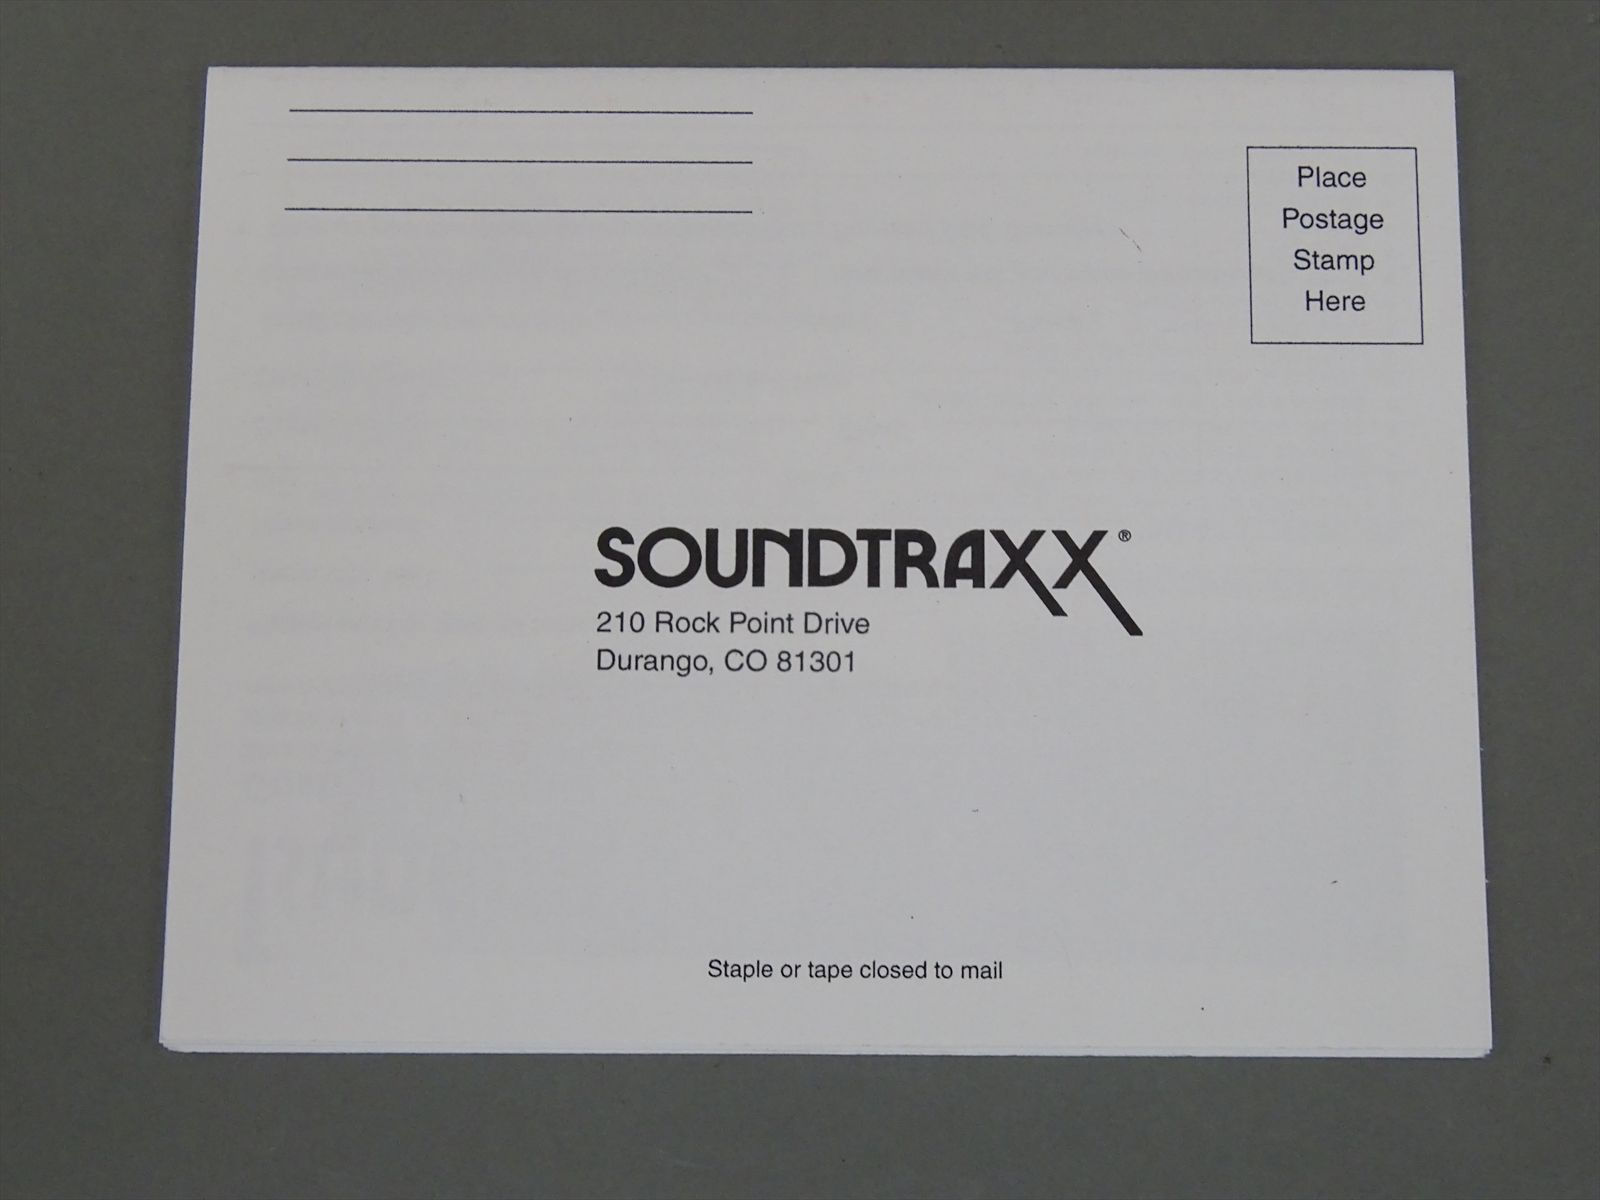 Place
Postage
Stamp
Here
SOUNDTRAXX®
210 Rock Point Drive
Durango, CO 81301
Staple or tape closed to mail